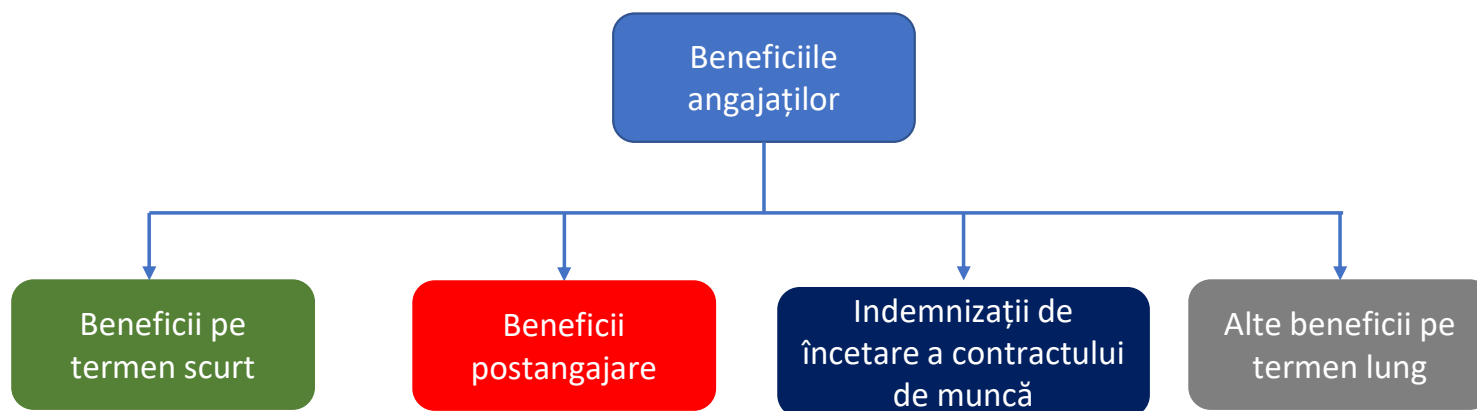 Beneficiile
angajaților
Beneficii pe
termen scurt
Beneficii
postangajare
Indemnizații de
încetare a contractului
de muncă
Alte beneficii pe
termen lung